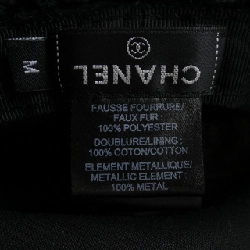 CHANEL
M
FAUSSE FOURRURE/
FAUX FUR
100% POLYESTER
DOUBLURE/LINING:
100% COTON/COTTON
ELEMENT METALLIQUE/
METALLIC ELEMENT:
100% METAL